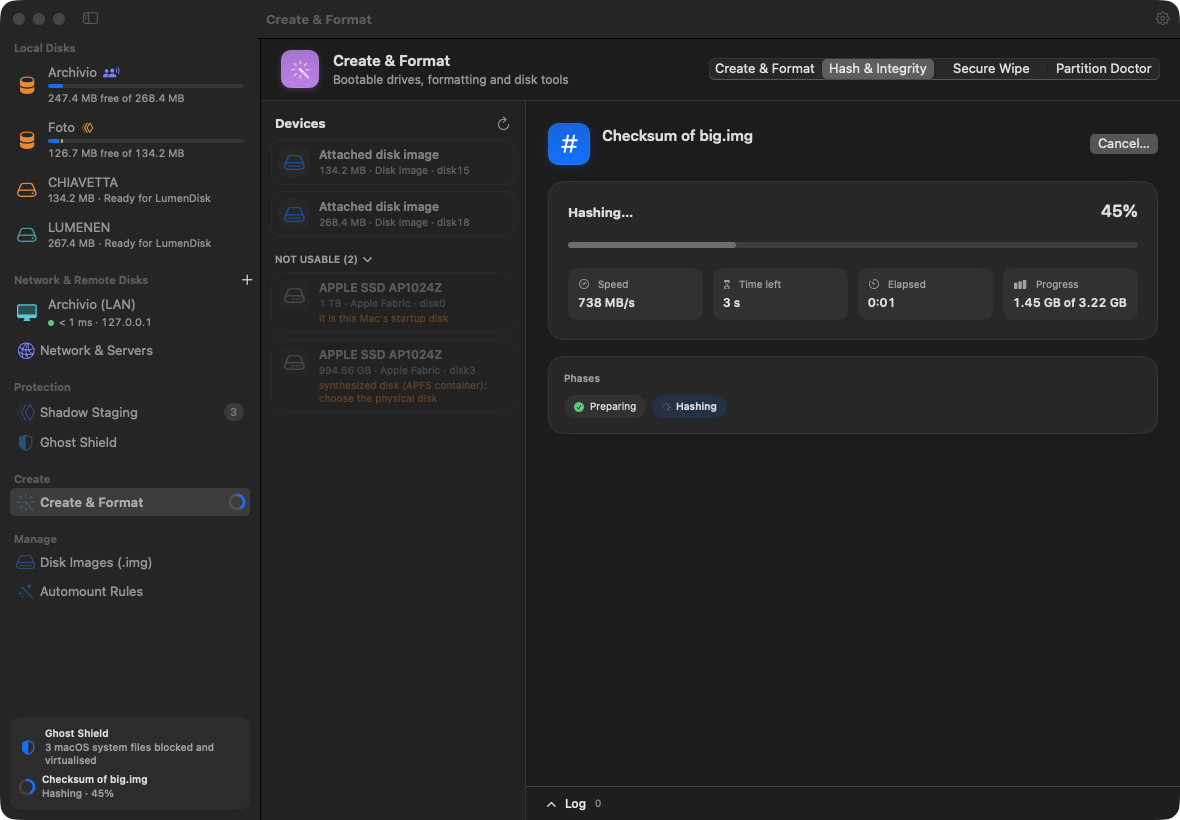 Create & Format
Local Disks
Archivio
247.4 MB free of 268.4 MB
Foto
126.7 MB free of 134.2 MB
CHIAVETTA
134.2 MB · Ready for LumenDisk
LUMENEN
267.4 MB · Ready for LumenDisk
Network & Remote Disks
Archivio (LAN)
< 1 ms · 127.0.0.1
Network & Servers
Protection
Shadow Staging 3
Ghost Shield
Create
Create & Format
Manage
Disk Images (.img)
Automount Rules
Ghost Shield
3 macOS system files blocked and
virtualised
Checksum of big.img
Hashing · 45%
Create & Format
Bootable drives, formatting and disk tools
Create & Format Hash & Integrity Secure Wipe Partition Doctor
Devices
Attached disk image
134.2 MB · Disk Image · disk15
Attached disk image
268.4 MB · Disk Image · disk18
NOT USABLE (2)
APPLE SSD AP1024Z
1 TB · Apple Fabric · disk0
it is this Mac's startup disk
APPLE SSD AP1024Z
994.66 GB · Apple Fabric · disk3
synthesized disk (APFS container):
choose the physical disk
#
Checksum of big.img
Cancel...
Hashing... 45%
Speed
738 MB/s
Time left
3 s
Elapsed
0:01
Progress
1.45 GB of 3.22 GB
Phases
Preparing Hashing
Log 0